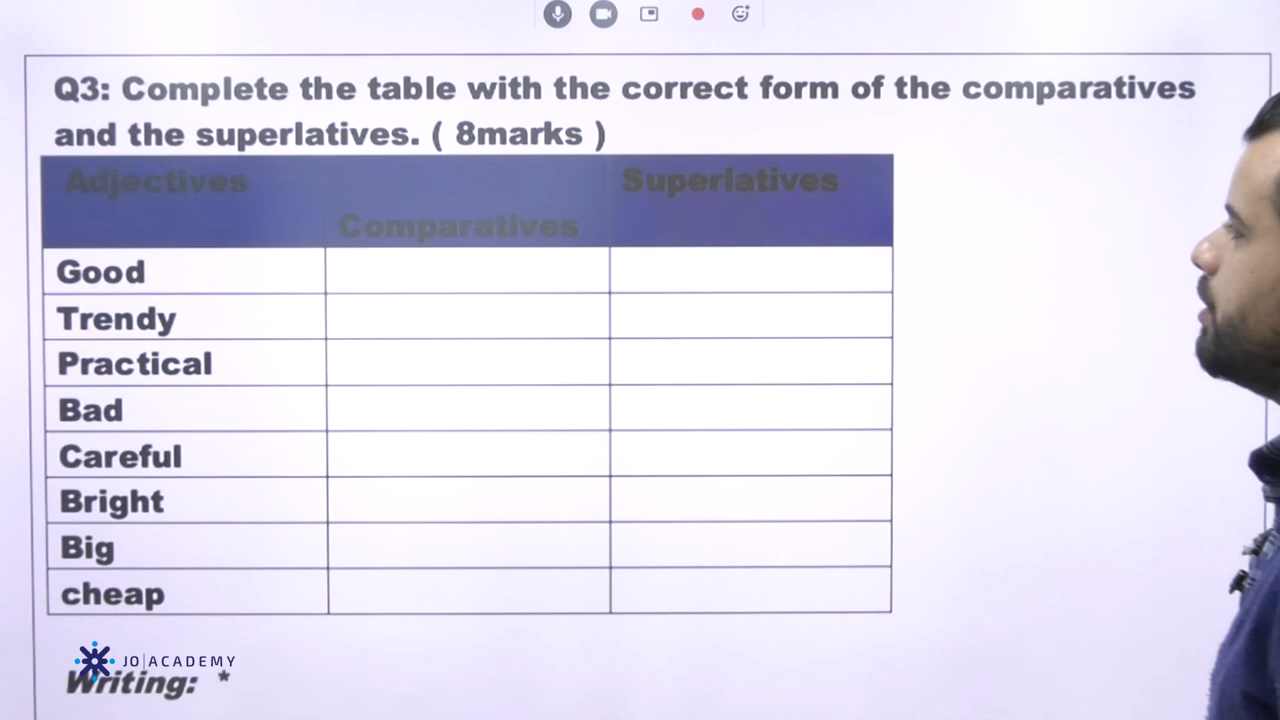 Q3: Complete the table with the correct form of the comparatives
and the superlatives. ( 8marks )
Adjectives
Comparatives
Superlatives
Good
Trendy
Practical
Bad
Careful
Bright
Big
cheap
JO|ACADEMY
Writing: *